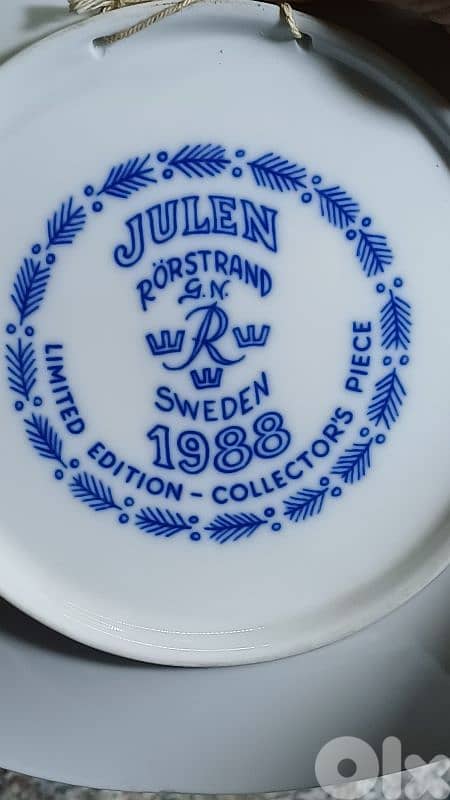 JULEN
RÖRSTRAND
G.N.
R
SWEDEN
1988
LIMITED EDITION – COLLECTOR'S PIECE
olx